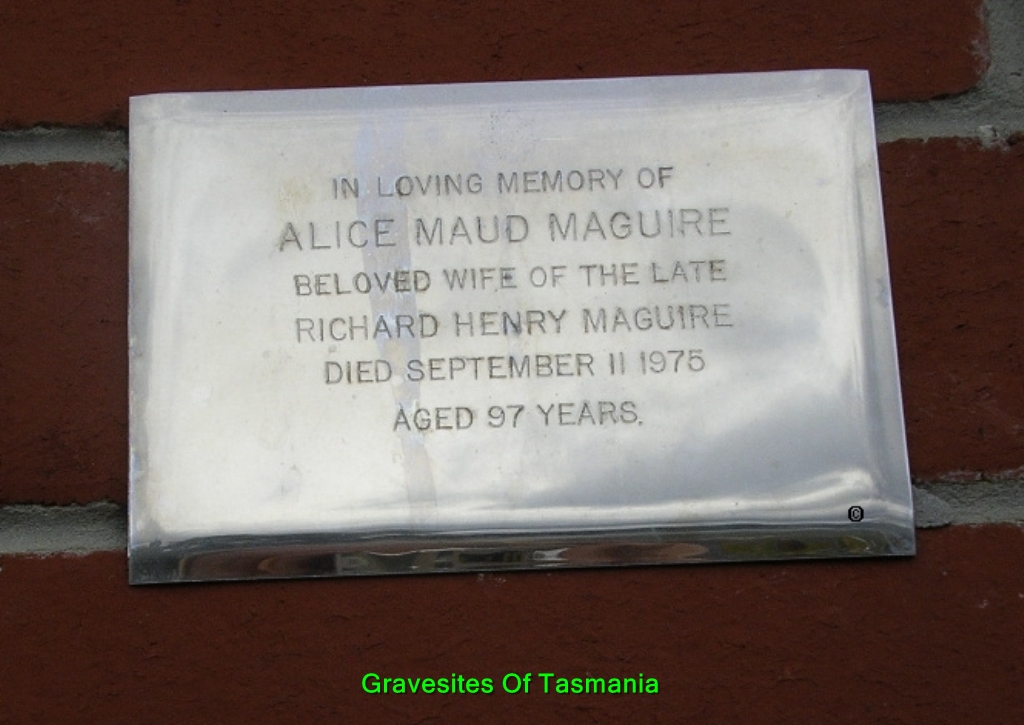 IN LOVING MEMORY OF
ALICE MAUD MAGUIRE
BELOVED WIFE OF THE LATE
RICHARD HENRY MAGUIRE
DIED SEPTEMBER 11 1975
AGED 97 YEARS.
©
Gravesites Of Tasmania